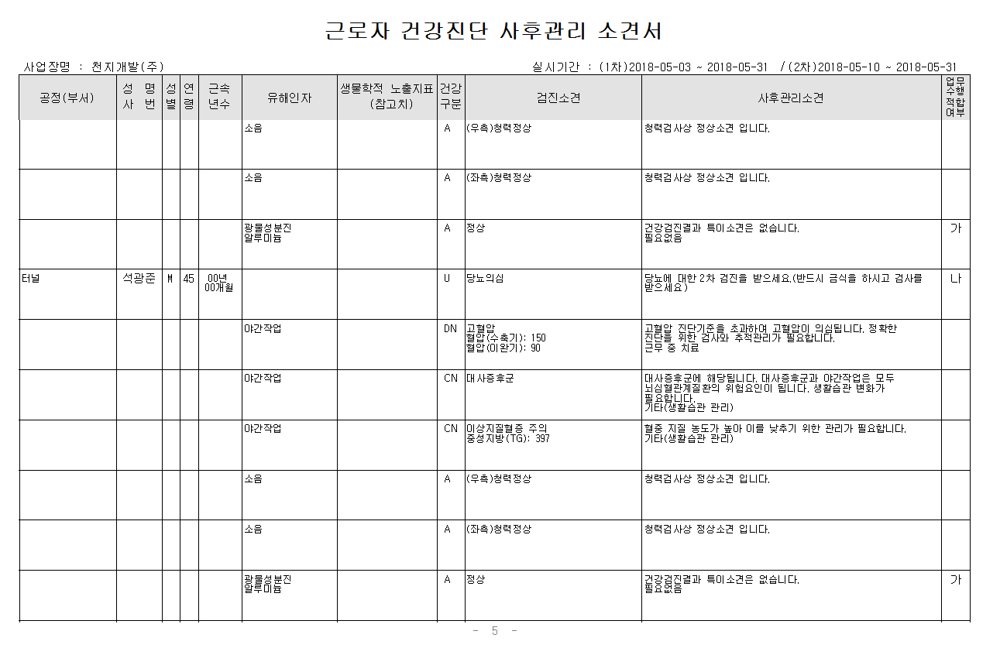 근로자 건강진단 사후관리 소견서
사업장명 : 천지개발(주)
실시기간 : (1차)2018-05-03 ~ 2018-05-31 /(2차)2018-05-10 ~ 2018-05-31
공정(부서)
성 명
사 번
성
별
연
령
근속
년수
유해인자
생물학적 노출지표
(참고치)
건강
구분
검진소견
사후관리소견
업무
수행
적합
여부
소음 A (우측)청력정상 청력검사상 정상소견 입니다.
소음 A (좌측)청력정상 청력검사상 정상소견 입니다.
광물성분진 A 정상 건강검진결과 특이소견은 없습니다. 가
알루미늄 필요없음
터널 석광준 M 45 00년 U 당뇨의심 당뇨에 대한 2차 검진을 받으세요.(반드시 금식을 하시고 검사를 나
00개월 받으세요)
야간작업 DN 고혈압 고혈압 진단기준을 초과하여 고혈압이 의심됩니다. 정확한
혈압(수축기): 150 진단을 위한 검사와 추적관리가 필요합니다.
혈압(이완기): 90 근무 중 치료
야간작업 CN 대사증후군 대사증후군에 해당됩니다. 대사증후군과 야간작업은 모두
뇌심혈관계질환의 위험요인이 됩니다. 생활습관 변화가
필요합니다.
기타(생활습관 관리)
야간작업 CN 이상지질혈증 주의 혈중 지질 농도가 높아 이를 낮추기 위한 관리가 필요합니다.
중성지방(TG): 397 기타(생활습관 관리)
소음 A (우측)청력정상 청력검사상 정상소견 입니다.
소음 A (좌측)청력정상 청력검사상 정상소견 입니다.
광물성분진 A 정상 건강검진결과 특이소견은 없습니다. 가
알루미늄 필요없음
- 5 -